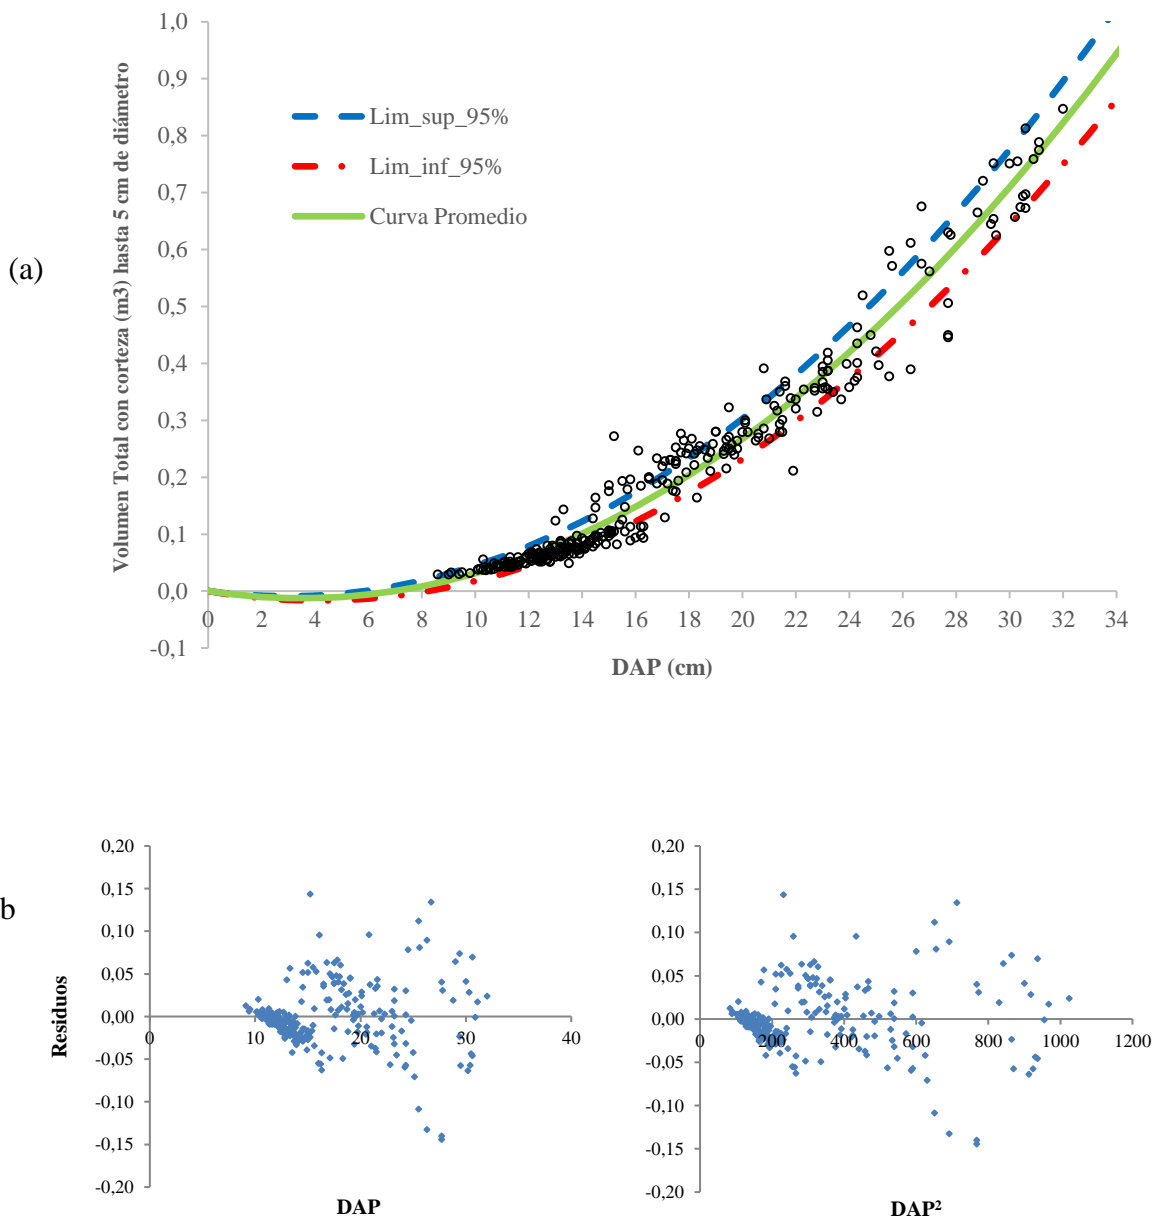 (a)
Volumen Total con corteza (m3) hasta 5 cm de diámetro
1,0
0,9
0,8
0,7
0,6
0,5
0,4
0,3
0,2
0,1
0,0
-0,1
Lim_sup_95%
Lim_inf_95%
Curva Promedio
0 2 4 6 8 10 12 14 16 18 20 22 24 26 28 30 32 34
DAP (cm)
b
Residuos
0,20
0,15
0,10
0,05
0,00
-0,05
-0,10
-0,15
-0,20
0 10 20 30 40
DAP
0,20
0,15
0,10
0,05
0,00
-0,05
-0,10
-0,15
-0,20
0 200 400 600 800 1000 1200
DAP²